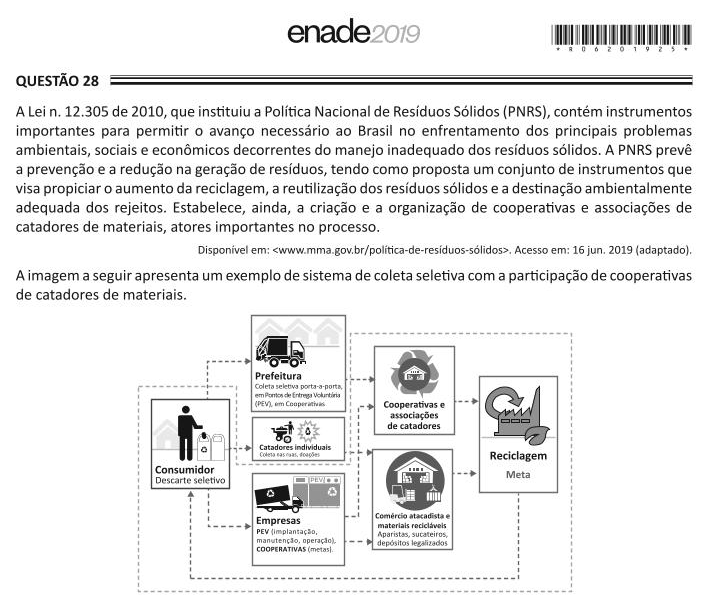 enade2019
*R0620192​5*
QUESTÃO 28
A Lei n. 12.305 de 2010, que instituiu a Política Nacional de Resíduos Sólidos (PNRS), contém instrumentos
importantes para permitir o avanço necessário ao Brasil no enfrentamento dos principais problemas
ambientais, sociais e econômicos decorrentes do manejo inadequado dos resíduos sólidos. A PNRS prevê
a prevenção e a redução na geração de resíduos, tendo como proposta um conjunto de instrumentos que
visa propiciar o aumento da reciclagem, a reutilização dos resíduos sólidos e a destinação ambientalmente
adequada dos rejeitos. Estabelece, ainda, a criação e a organização de cooperativas e associações de
catadores de materiais, atores importantes no processo.
Disponível em: <www.mma.gov.br/política-de-resíduos-sólidos>. Acesso em: 16 jun. 2019 (adaptado).
A imagem a seguir apresenta um exemplo de sistema de coleta seletiva com a participação de cooperativas
de catadores de materiais.
Prefeitura
Coleta seletiva porta-a-porta,
em Pontos de Entrega Voluntária
(PEV), em Cooperativas
Catadores individuais
Coleta nas ruas, doações
Consumidor
Descarte seletivo
PEV
Empresas
PEV (implantação,
manutenção, operação),
COOPERATIVAS (metas).
Cooperativas e
associações
de catadores
Comércio atacadista e
materiais recicláveis
Aparistas, sucateiros,
depósitos legalizados
Reciclagem
Meta